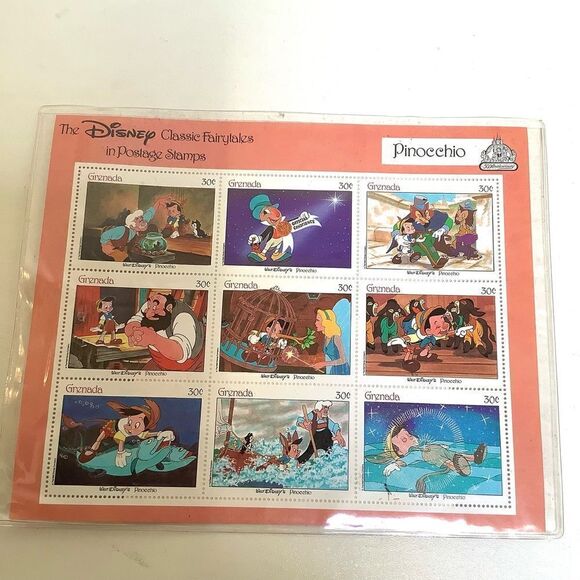 The Disney Classic Fairytales
in Postage Stamps
Pinocchio
Grenada 30¢
OFFICIAL CONSCIENCE
Walt Disney's Pinocchio
Grenada 30¢
Walt Disney's Pinocchio
Grenada 30¢
Walt Disney's Pinocchio
Grenada 30¢
Walt Disney's Pinocchio
Grenada 30¢
Walt Disney's Pinocchio
Grenada 30¢
Walt Disney's Pinocchio
Grenada 30¢
Walt Disney's Pinocchio
Grenada 30¢
Walt Disney's Pinocchio
Grenada 30¢
Walt Disney's Pinocchio